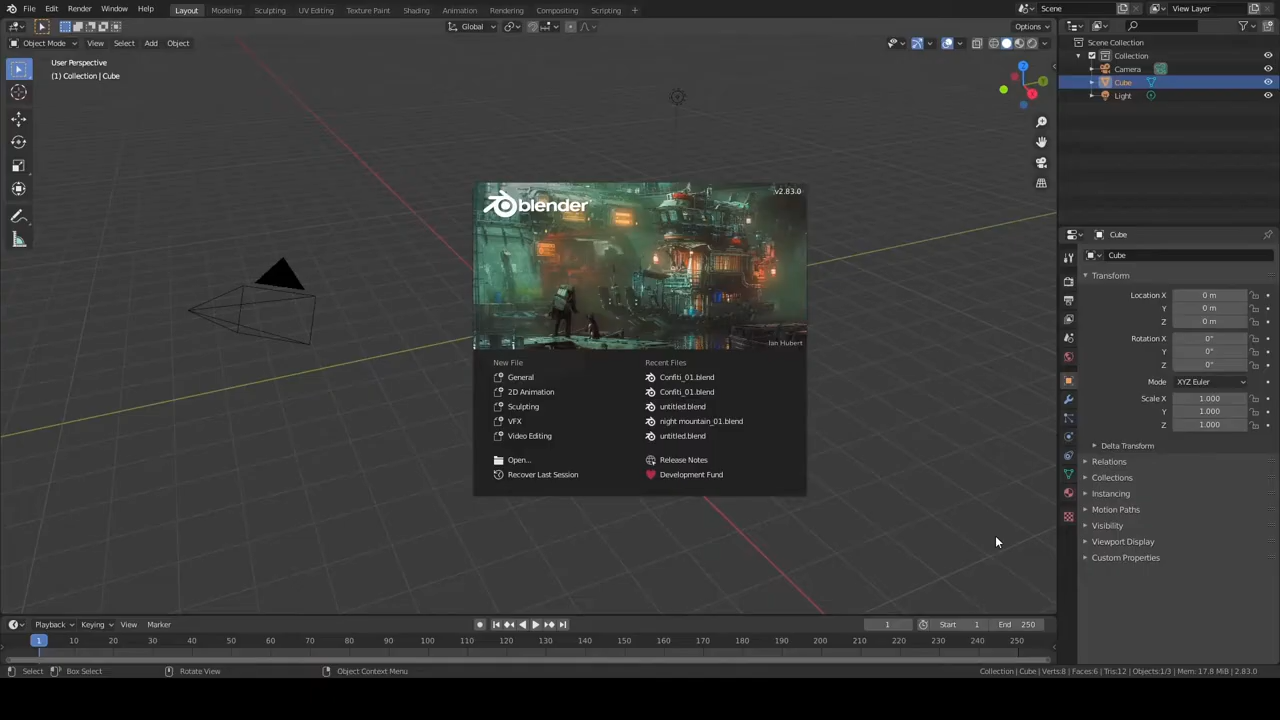 File Edit Render Window Help Layout Modeling Sculpting UV Editing Texture Paint Shading Animation Rendering Compositing Scripting + Scene View Layer
Global Options
Object Mode View Select Add Object
User Perspective
(1) Collection | Cube
Z
Scene Collection
Collection
Camera
Cube
Light
blender
v2.83.0
Ian Hubert
New File
General
2D Animation
Sculpting
VFX
Video Editing
Open...
Recover Last Session
Recent Files
Confiti_01.blend
Confiti_01.blend
untitled.blend
night mountain_01.blend
untitled.blend
Release Notes
Development Fund
Cube
Cube
Transform
Location X 0 m
Y 0 m
Z 0 m
Rotation X 0°
Y 0°
Z 0°
Mode XYZ Euler
Scale X 1.000
Y 1.000
Z 1.000
Delta Transform
Relations
Collections
Instancing
Motion Paths
Visibility
Viewport Display
Custom Properties
Playback Keying View Marker 1 Start 1 End 250
1 10 20 30 40 50 60 70 80 90 100 110 120 130 140 150 160 170 180 190 200 210 220 230 240 250
Select Box Select Rotate View Object Context Menu Collection | Cube | Verts:8 | Faces:6 | Tris:12 | Objects:1/3 | Mem: 17.8 MiB | 2.83.0